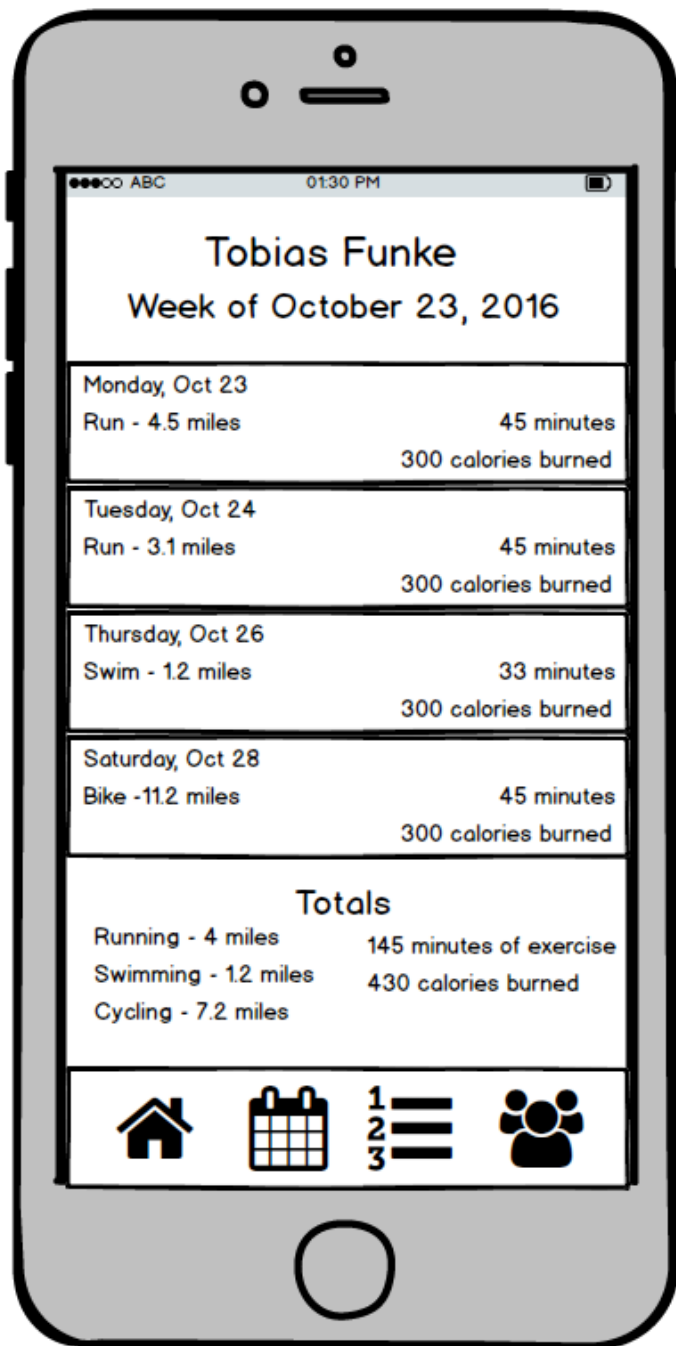 ABC 01:30 PM
Tobias Funke
Week of October 23, 2016
Monday, Oct 23
Run - 4.5 miles 45 minutes
300 calories burned
Tuesday, Oct 24
Run - 3.1 miles 45 minutes
300 calories burned
Thursday, Oct 26
Swim - 1.2 miles 33 minutes
300 calories burned
Saturday, Oct 28
Bike -11.2 miles 45 minutes
300 calories burned
Totals
Running - 4 miles 145 minutes of exercise
Swimming - 1.2 miles 430 calories burned
Cycling - 7.2 miles
1
2
3